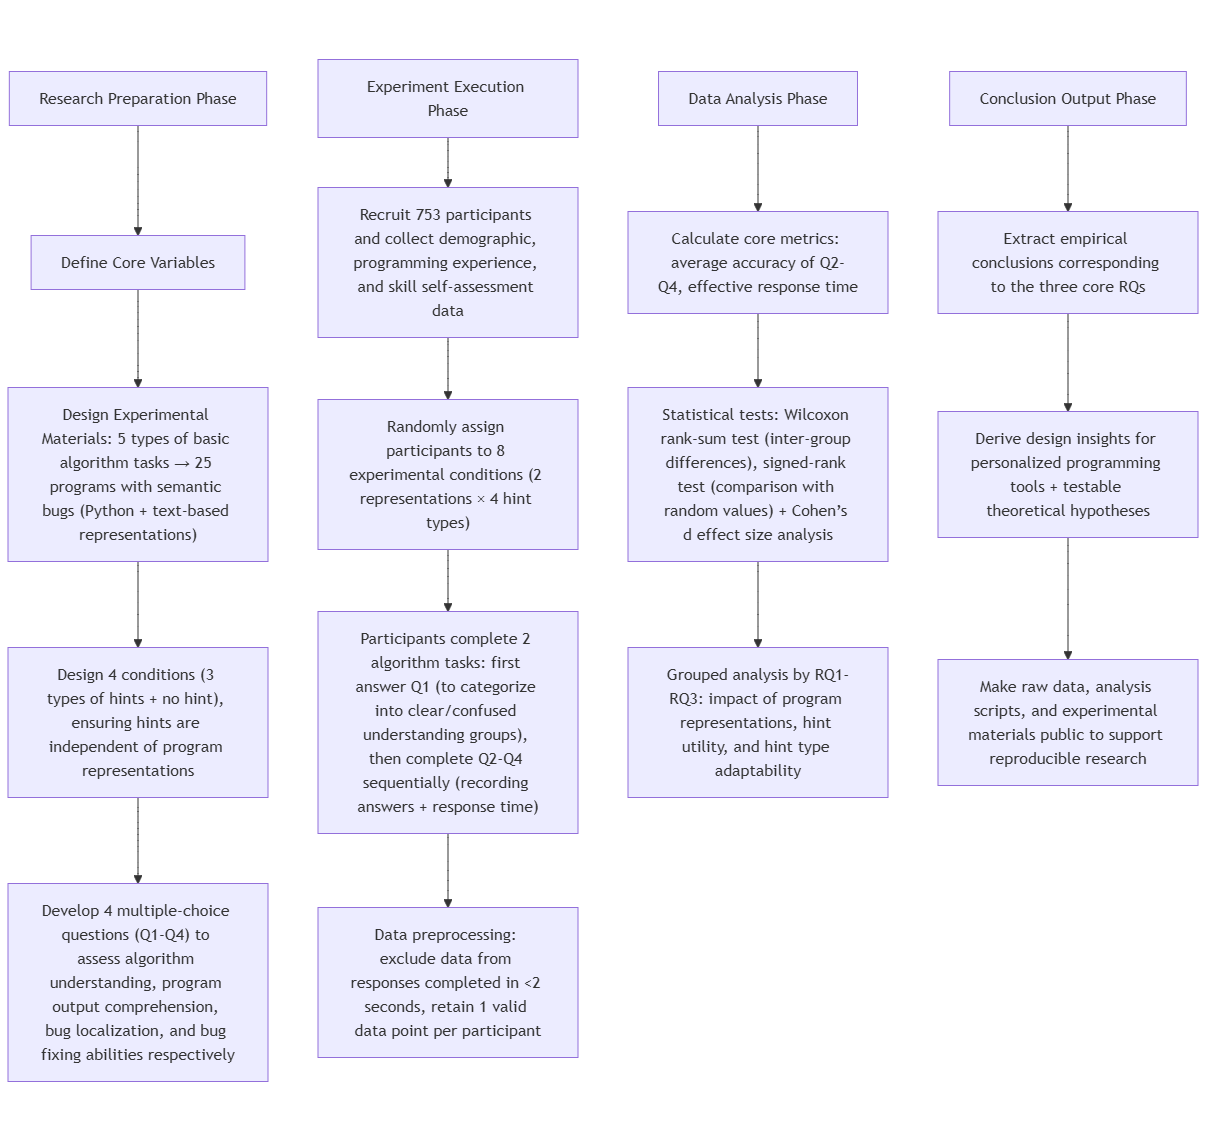 Research Preparation Phase
Define Core Variables
Design Experimental
Materials: 5 types of basic
algorithm tasks → 25
programs with semantic
bugs (Python + text-based
representations)
Design 4 conditions (3
types of hints + no hint),
ensuring hints are
independent of program
representations
Develop 4 multiple-choice
questions (Q1-Q4) to
assess algorithm
understanding, program
output comprehension,
bug localization, and bug
fixing abilities respectively
Experiment Execution
Phase
Recruit 753 participants
and collect demographic,
programming experience,
and skill self-assessment
data
Randomly assign
participants to 8
experimental conditions (2
representations × 4 hint
types)
Participants complete 2
algorithm tasks: first
answer Q1 (to categorize
into clear/confused
understanding groups),
then complete Q2-Q4
sequentially (recording
answers + response time)
Data preprocessing:
exclude data from
responses completed in <2
seconds, retain 1 valid
data point per participant
Data Analysis Phase
Calculate core metrics:
average accuracy of Q2-
Q4, effective response time
Statistical tests: Wilcoxon
rank-sum test (inter-group
differences), signed-rank
test (comparison with
random values) + Cohen’s
d effect size analysis
Grouped analysis by RQ1-
RQ3: impact of program
representations, hint
utility, and hint type
adaptability
Conclusion Output Phase
Extract empirical
conclusions corresponding
to the three core RQs
Derive design insights for
personalized programming
tools + testable
theoretical hypotheses
Make raw data, analysis
scripts, and experimental
materials public to support
reproducible research